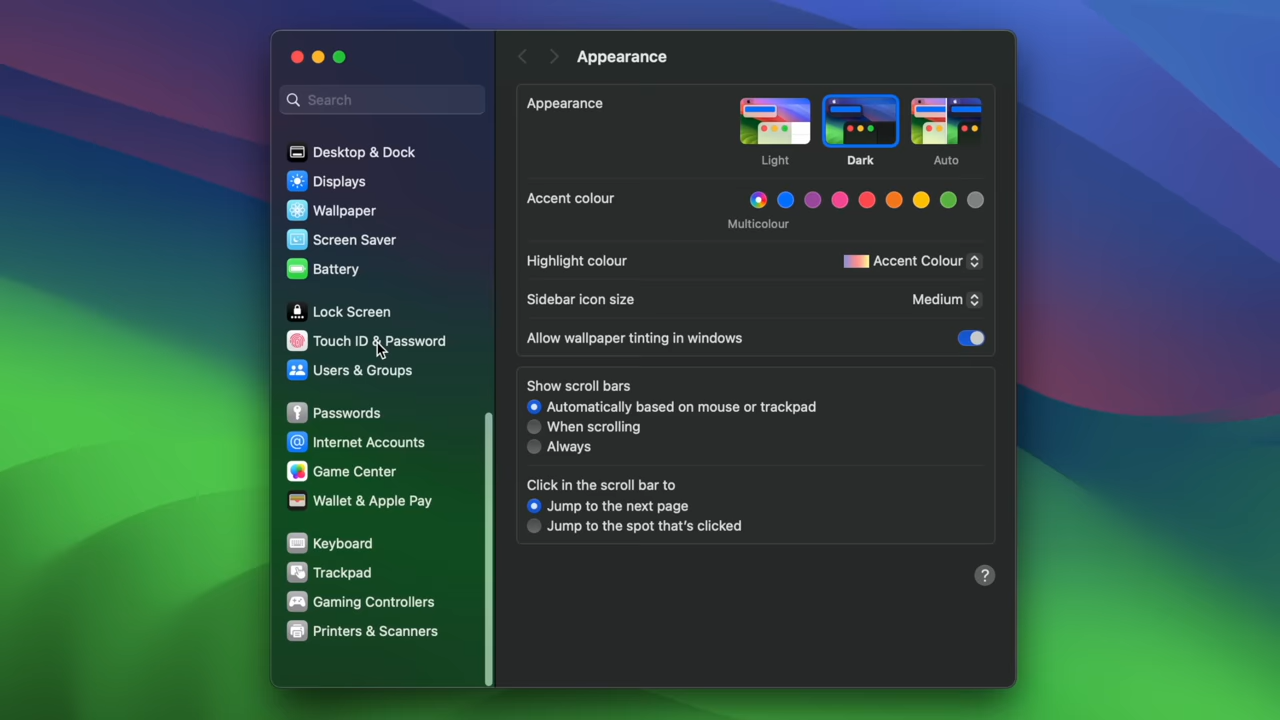 Search
Desktop & Dock
Displays
Wallpaper
Screen Saver
Battery
Lock Screen
Touch ID & Password
Users & Groups
Passwords
Internet Accounts
Game Center
Wallet & Apple Pay
Keyboard
Trackpad
Gaming Controllers
Printers & Scanners
Appearance
Appearance
Light Dark Auto
Accent colour
Multicolour
Highlight colour Accent Colour
Sidebar icon size Medium
Allow wallpaper tinting in windows
Show scroll bars
Automatically based on mouse or trackpad
When scrolling
Always
Click in the scroll bar to
Jump to the next page
Jump to the spot that's clicked
?